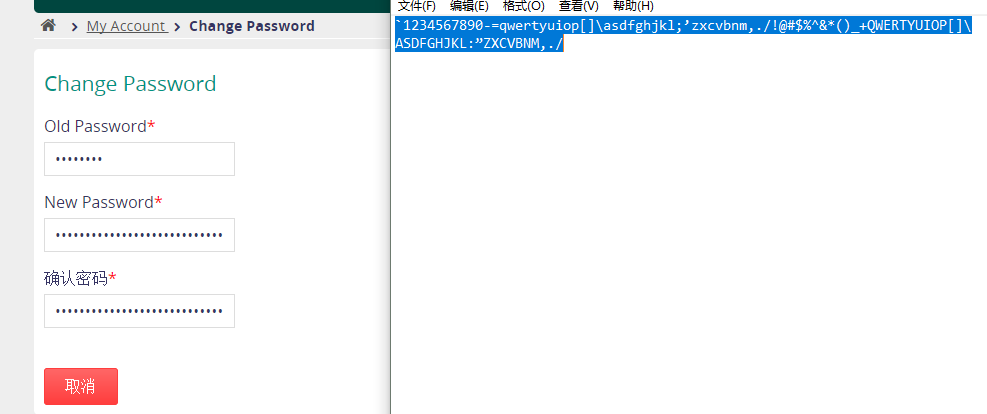 My Account > Change Password
Change Password
Old Password*
••••••••
New Password*
••••••••••••••••••••••••••••
确认密码*
••••••••••••••••••••••••••••
取消
文件(F) 编辑(E) 格式(O) 查看(V) 帮助(H)
`1234567890-=qwertyuiop[]\asdfghjkl;’zxcvbnm,./!@#$%^&*()_+QWERTYUIOP[]\
ASDFGHJKL:”ZXCVBNM,./